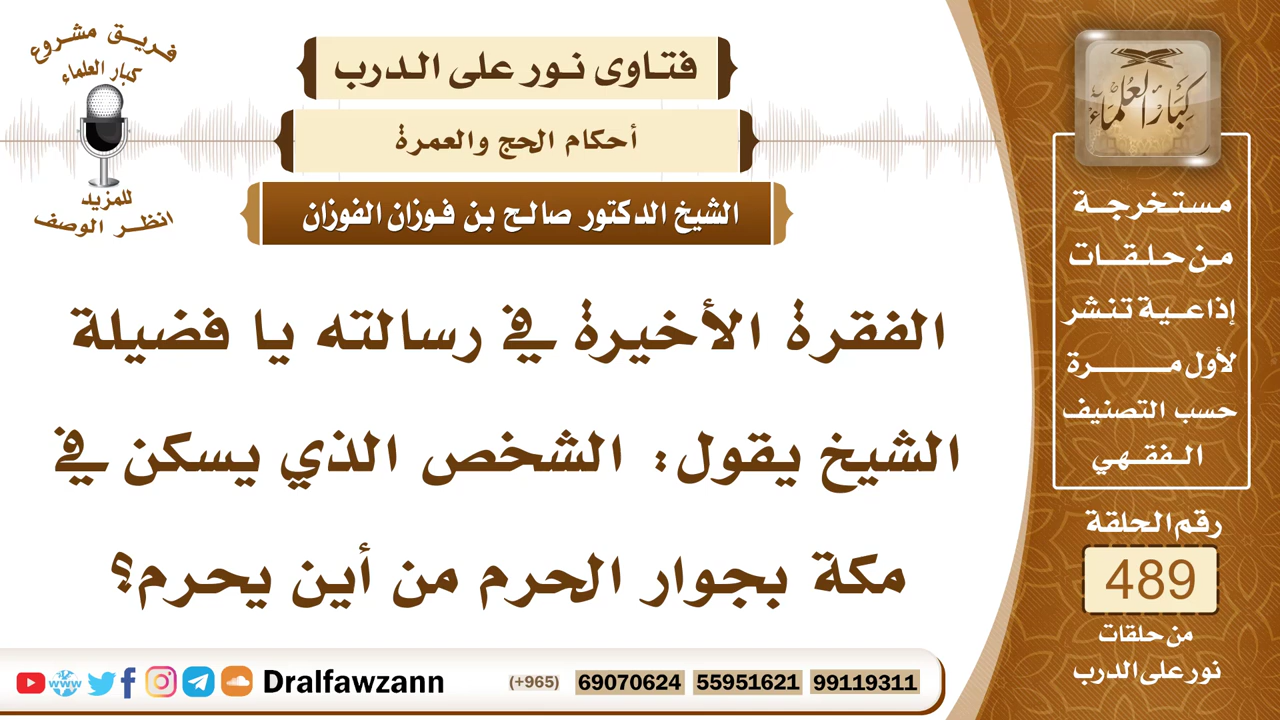 فريق مشروع
كبار العلماء
للمزيد
انظر الوصف
فتاوى نور على الدرب
أحكام الحج والعمرة
الشيخ الدكتور صالح بن فوزان الفوزان
الفقرة الأخيرة في رسالته يا فضيلة
الشيخ يقول: الشخص الذي يسكن في
مكة بجوار الحرم من أين يحرم؟
كبار العلماء
مستخرجة
من حلقات
إذاعية تنشر
لأول مرة
حسب التصنيف
الفقهي
رقم الحلقة
489
من حلقات
نور على الدرب
www
Dralfawzann
(+965) 69070624 55951621 99119311